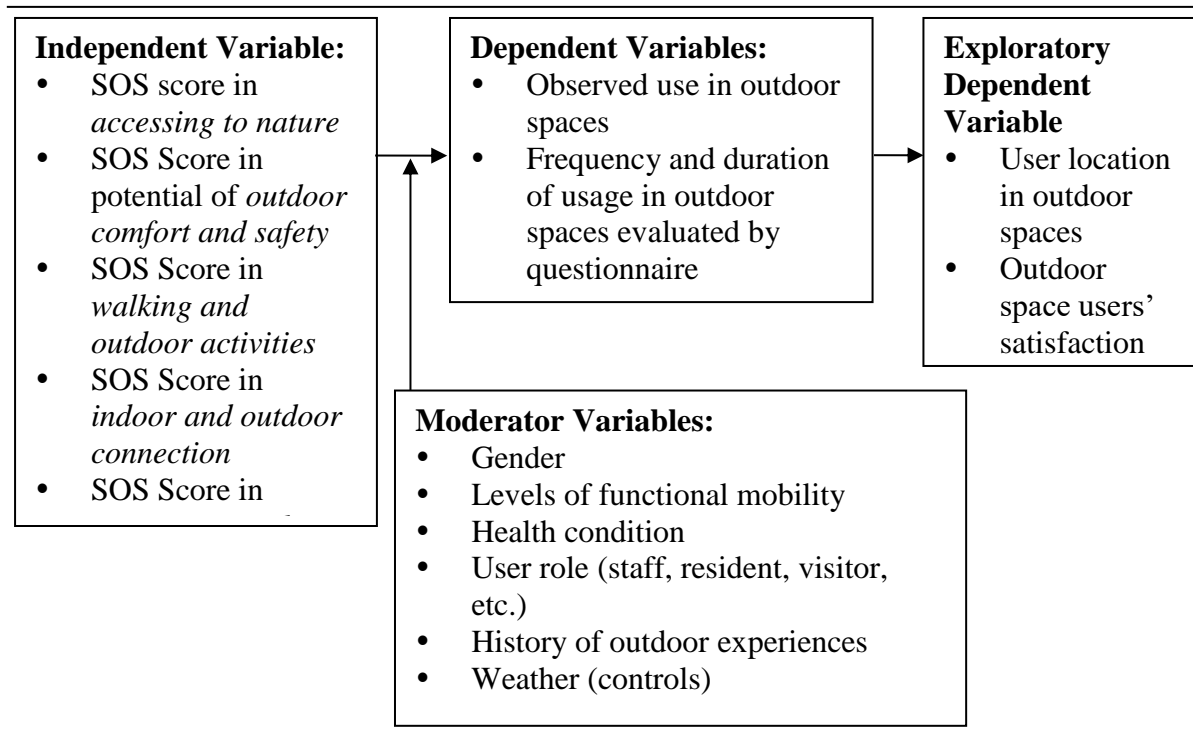 Independent Variable:
• SOS score in
accessing to nature
• SOS Score in
potential of outdoor
comfort and safety
• SOS Score in
walking and
outdoor activities
• SOS Score in
indoor and outdoor
connection
• SOS Score in
Dependent Variables:
• Observed use in outdoor
spaces
• Frequency and duration
of usage in outdoor
spaces evaluated by
questionnaire
Exploratory
Dependent
Variable
• User location
in outdoor
spaces
• Outdoor
space users’
satisfaction
Moderator Variables:
• Gender
• Levels of functional mobility
• Health condition
• User role (staff, resident, visitor,
etc.)
• History of outdoor experiences
• Weather (controls)